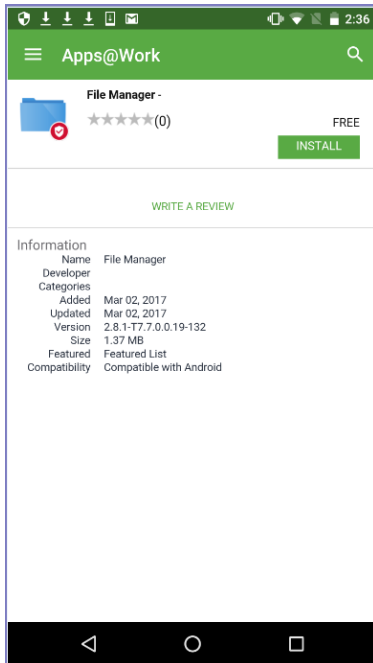 2:36
Apps@Work
File Manager -
(0)
FREE
INSTALL
WRITE A REVIEW
Information
Name File Manager
Developer
Categories
Added Mar 02, 2017
Updated Mar 02, 2017
Version 2.8.1-T7.7.0.0.19-132
Size 1.37 MB
Featured Featured List
Compatibility Compatible with Android